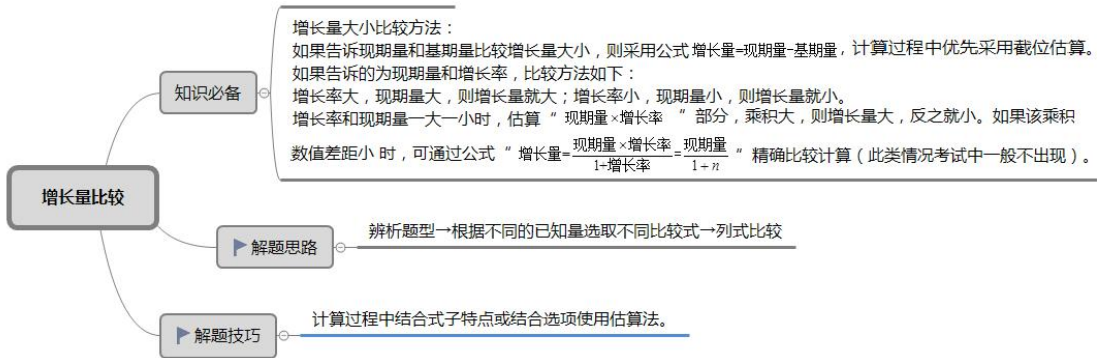 增长量比较
知识必备
增长量大小比较方法：
如果告诉现期量和基期量比较增长量大小，则采用公式 增长量=现期量-基期量，计算过程中优先采用截位估算。
如果告诉的为现期量和增长率，比较方法如下：
增长率大，现期量大，则增长量就大；增长率小，现期量小，则增长量就小。
增长率和现期量一大一小时，估算“ 现期量×增长率 ”部分，乘积大，则增长量大，反之就小。如果该乘积
数值差距小 时，可通过公式“ 增长量=现期量×增长率/1+增长率=现期量/1+n ”精确比较计算（此类情况考试中一般不出现）。
解题思路
辨析题型→根据不同的已知量选取不同比较式→列式比较
解题技巧
计算过程中结合式子特点或结合选项使用估算法。